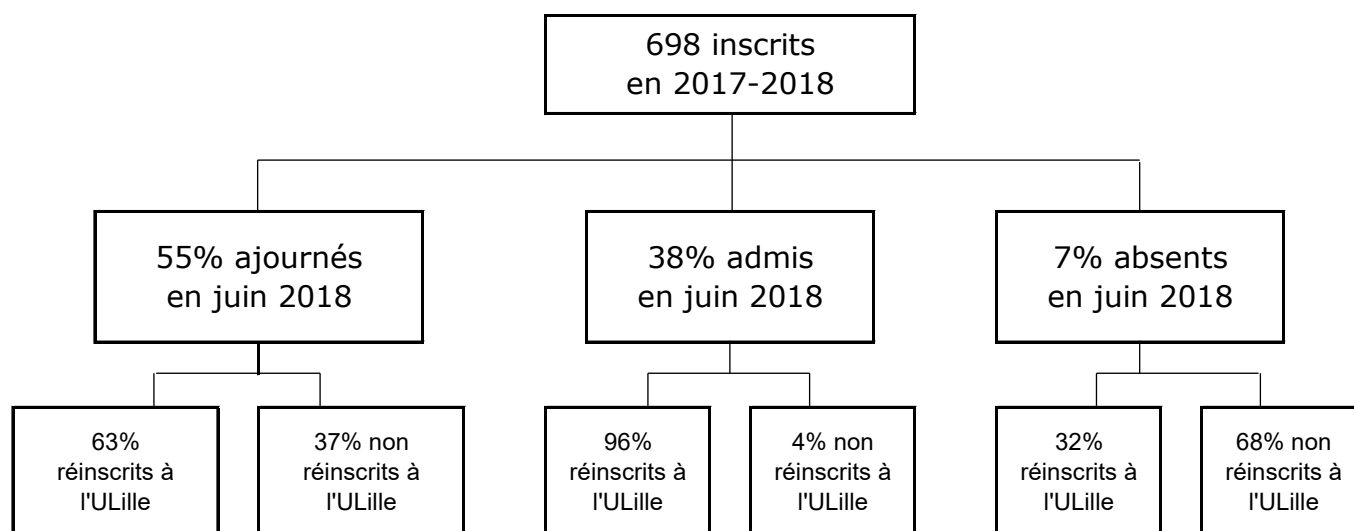 698 inscrits
en 2017-2018
55% ajournés
en juin 2018
38% admis
en juin 2018
7% absents
en juin 2018
63%
réinscrits à
l'ULille
37% non
réinscrits à
l'ULille
96%
réinscrits à
l'ULille
4% non
réinscrits à
l'ULille
32%
réinscrits à
l'ULille
68% non
réinscrits à
l'ULille